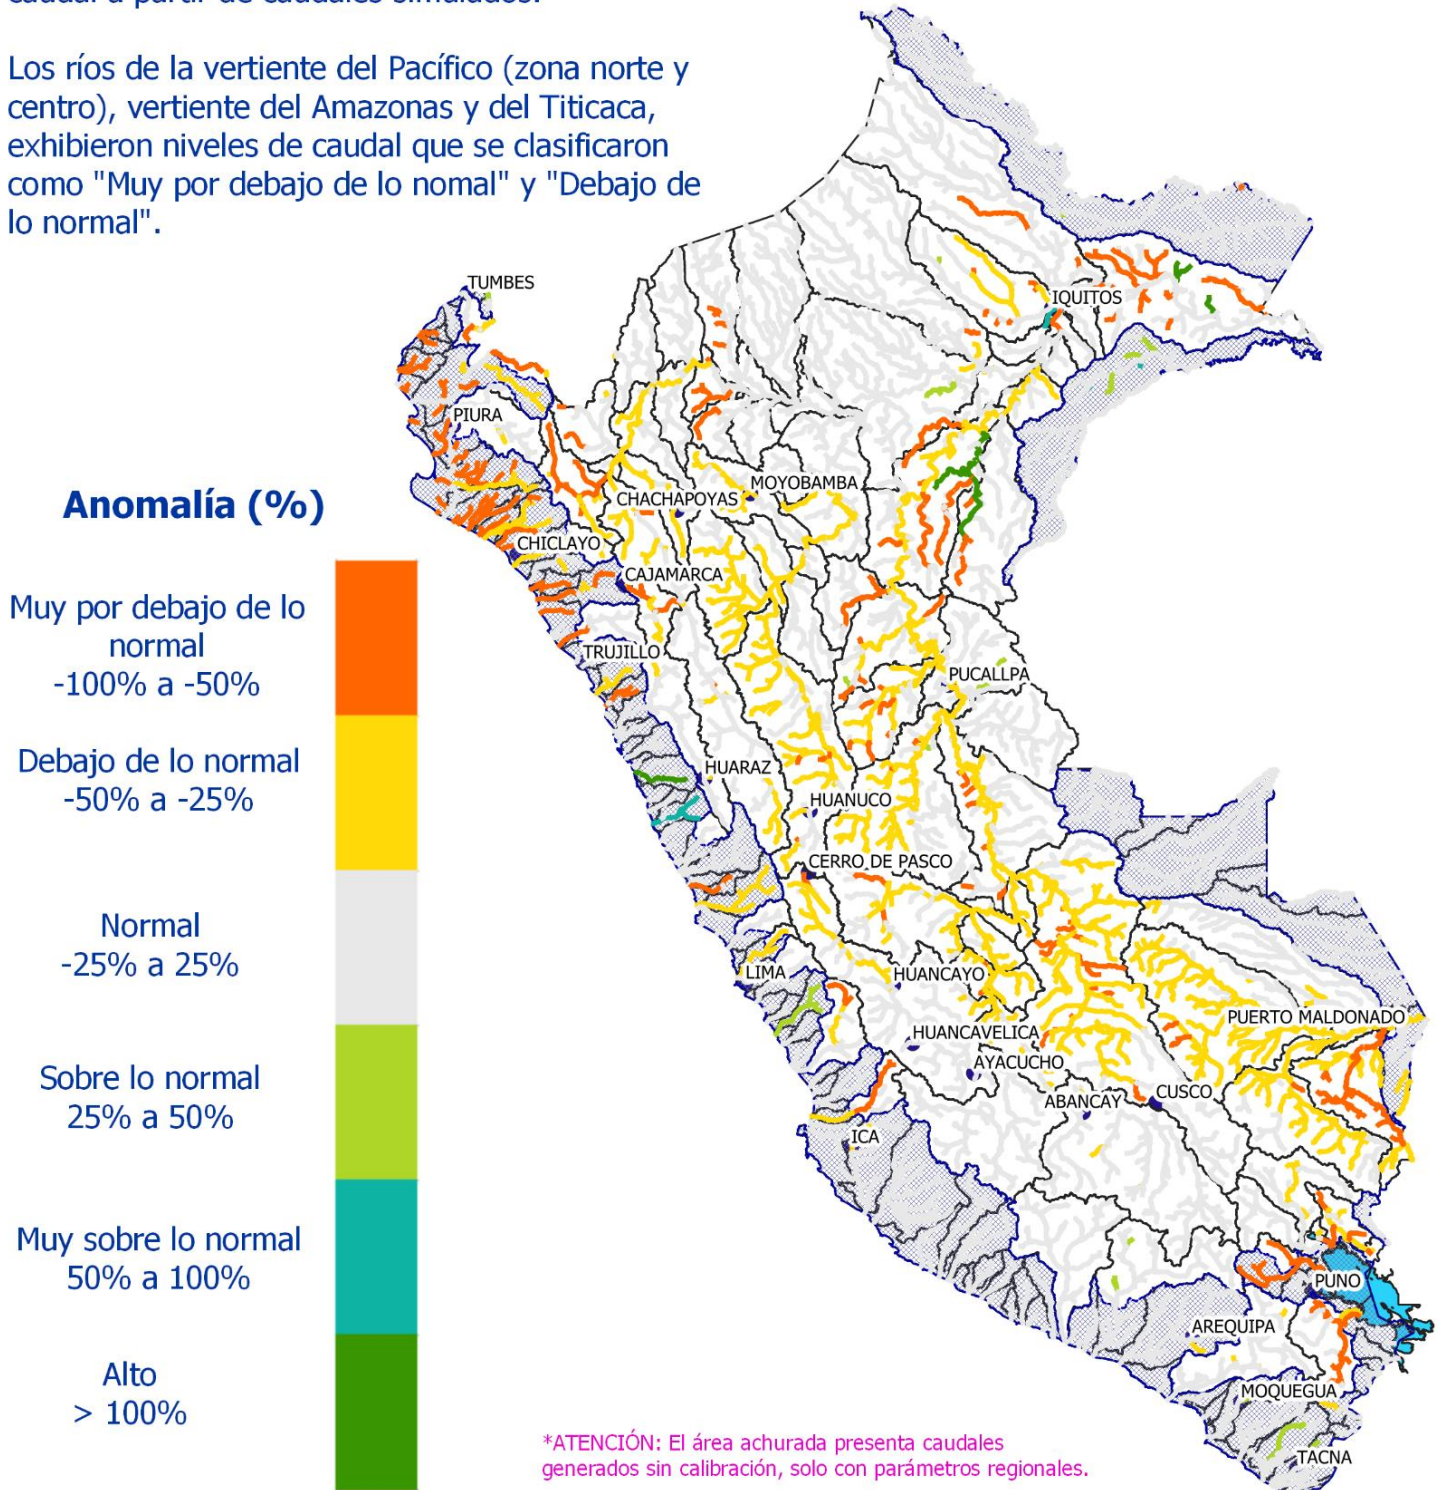 caudal a partir de caudales simulados.
Los ríos de la vertiente del Pacífico (zona norte y
centro), vertiente del Amazonas y del Titicaca,
exhibieron niveles de caudal que se clasificaron
como "Muy por debajo de lo nomal" y "Debajo de
lo normal".
TUMBES
IQUITOS
PIURA
MOYOBAMBA
CHACHAPOYAS
CHICLAYO
CAJAMARCA
TRUJILLO
PUCALLPA
HUARAZ
HUANUCO
CERRO DE PASCO
LIMA
HUANCAYO
PUERTO MALDONADO
HUANCAVELICA
AYACUCHO
ABANCAY
CUSCO
ICA
PUNO
AREQUIPA
MOQUEGUA
TACNA
Anomalía (%)
Muy por debajo de lo
normal
-100% a -50%
Debajo de lo normal
-50% a -25%
Normal
-25% a 25%
Sobre lo normal
25% a 50%
Muy sobre lo normal
50% a 100%
Alto
> 100%
*ATENCIÓN: El área achurada presenta caudales
generados sin calibración, solo con parámetros regionales.